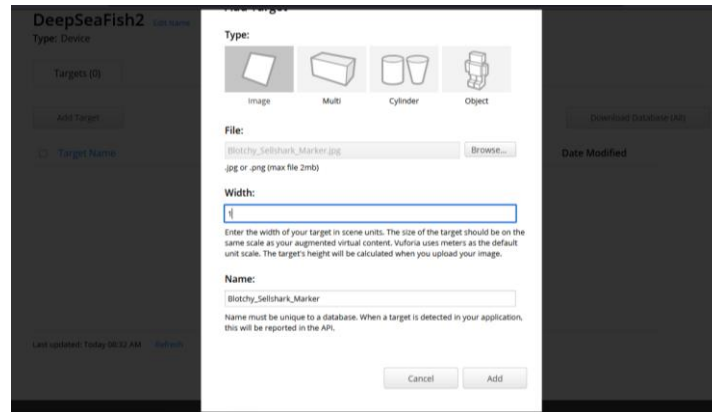 DeepSeaFish2 Edit name
Type: Device
Targets (0)
Add Target
Download Database (All)
Target Name
Date Modified
Last updated: Today 08:32 AM Refresh
Add Target
Type:
Image Multi Cylinder Object
File:
Blotchy_Sellshark_Marker.jpg Browse...
.jpg or .png (max file 2mb)
Width:
1
Enter the width of your target in scene units. The size of the target should be on the
same scale as your augmented virtual content. Vuforia uses meters as the default
unit scale. The target's height will be calculated when you upload your image.
Name:
Blotchy_Sellshark_Marker
Name must be unique to a database. When a target is detected in your application,
this will be reported in the API.
Cancel Add